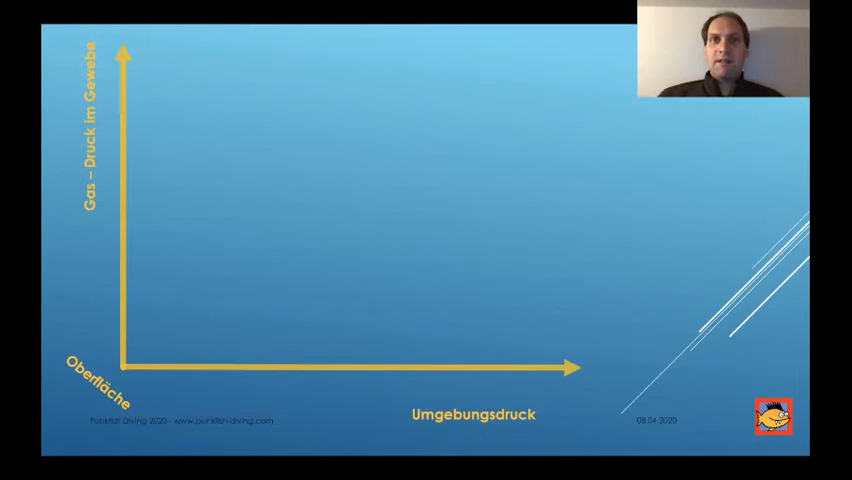 Gas – Druck im Gewebe
Oberfläche
Umgebungsdruck
Punkfish Diving 2020 - www.punkfish-diving.com
08.04.2020